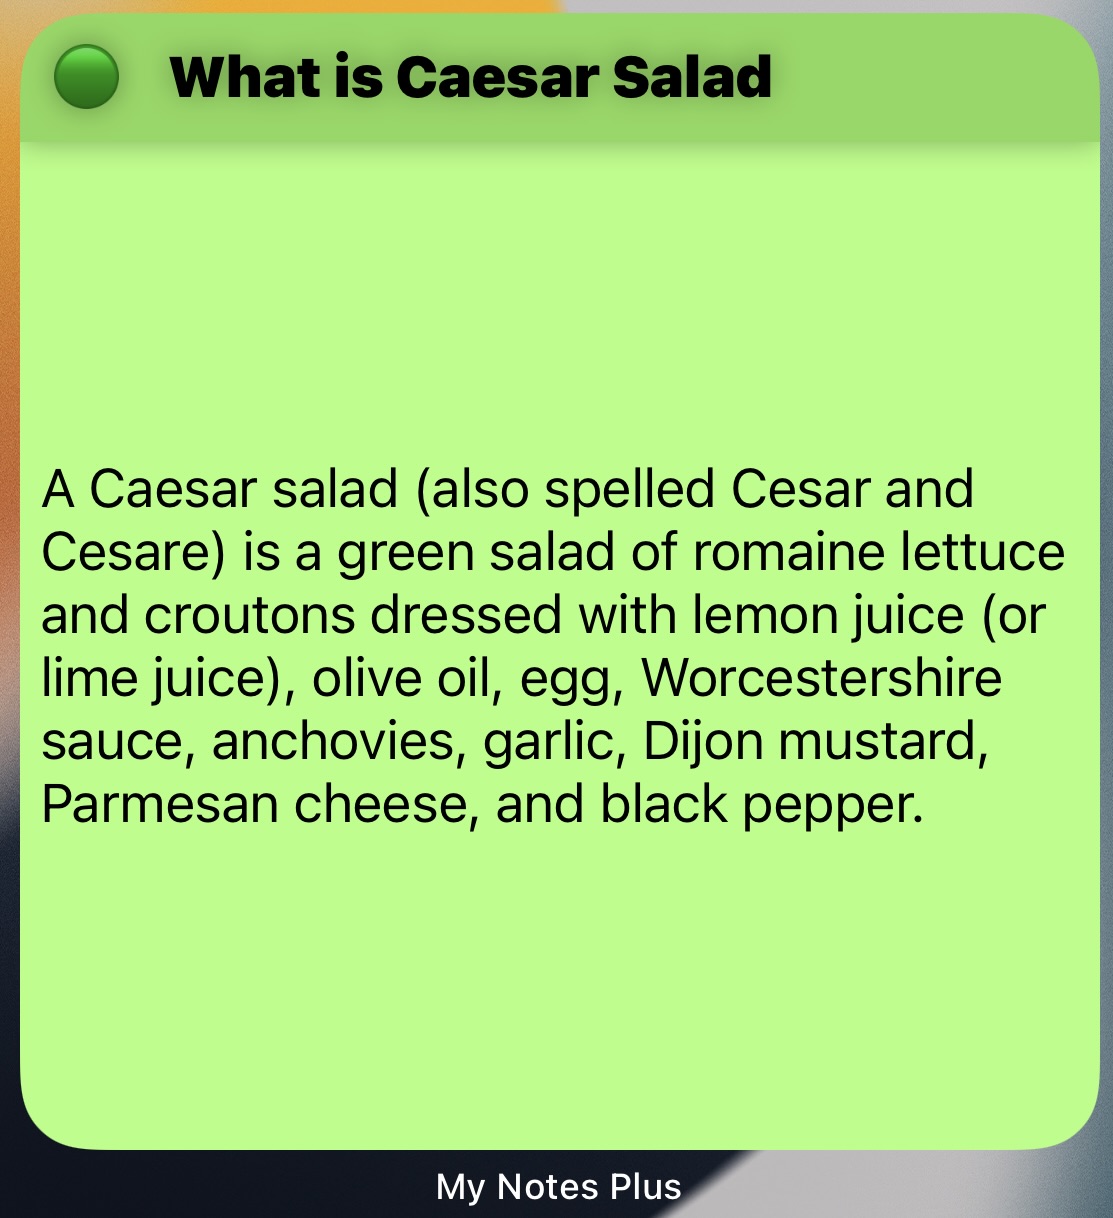 What is Caesar Salad
A Caesar salad (also spelled Cesar and
Cesare) is a green salad of romaine lettuce
and croutons dressed with lemon juice (or
lime juice), olive oil, egg, Worcestershire
sauce, anchovies, garlic, Dijon mustard,
Parmesan cheese, and black pepper.
My Notes Plus